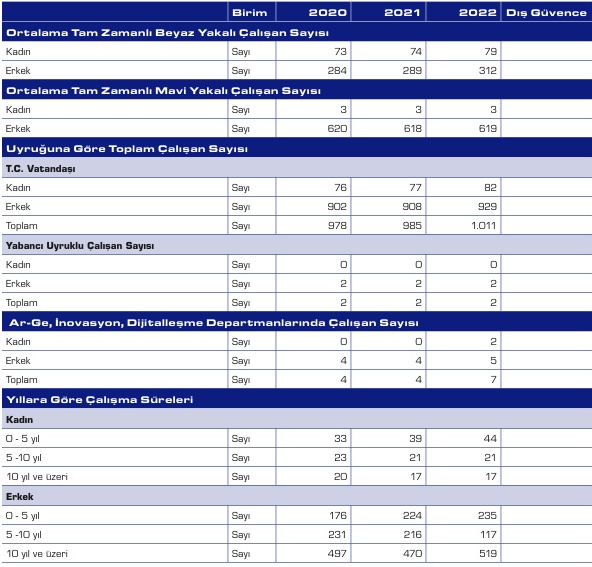 Birim 2020 2021 2022 Dış Güvence
Ortalama Tam Zamanlı Beyaz Yakalı Çalışan Sayısı
Kadın Sayı 73 74 79
Erkek Sayı 284 289 312
Ortalama Tam Zamanlı Mavi Yakalı Çalışan Sayısı
Kadın Sayı 3 3 3
Erkek Sayı 620 618 619
Uyruğuna Göre Toplam Çalışan Sayısı
T.C. Vatandaşı
Kadın Sayı 76 77 82
Erkek Sayı 902 908 929
Toplam Sayı 978 985 1.011
Yabancı Uyruklu Çalışan Sayısı
Kadın Sayı 0 0 0
Erkek Sayı 2 2 2
Toplam Sayı 2 2 2
Ar-Ge, İnovasyon, Dijitalleşme Departmanlarında Çalışan Sayısı
Kadın Sayı 0 0 2
Erkek Sayı 4 4 5
Toplam Sayı 4 4 7
Yıllara Göre Çalışma Süreleri
Kadın
0 - 5 yıl Sayı 33 39 44
5 -10 yıl Sayı 23 21 21
10 yıl ve üzeri Sayı 20 17 17
Erkek
0 - 5 yıl Sayı 176 224 235
5 -10 yıl Sayı 231 216 117
10 yıl ve üzeri Sayı 497 470 519